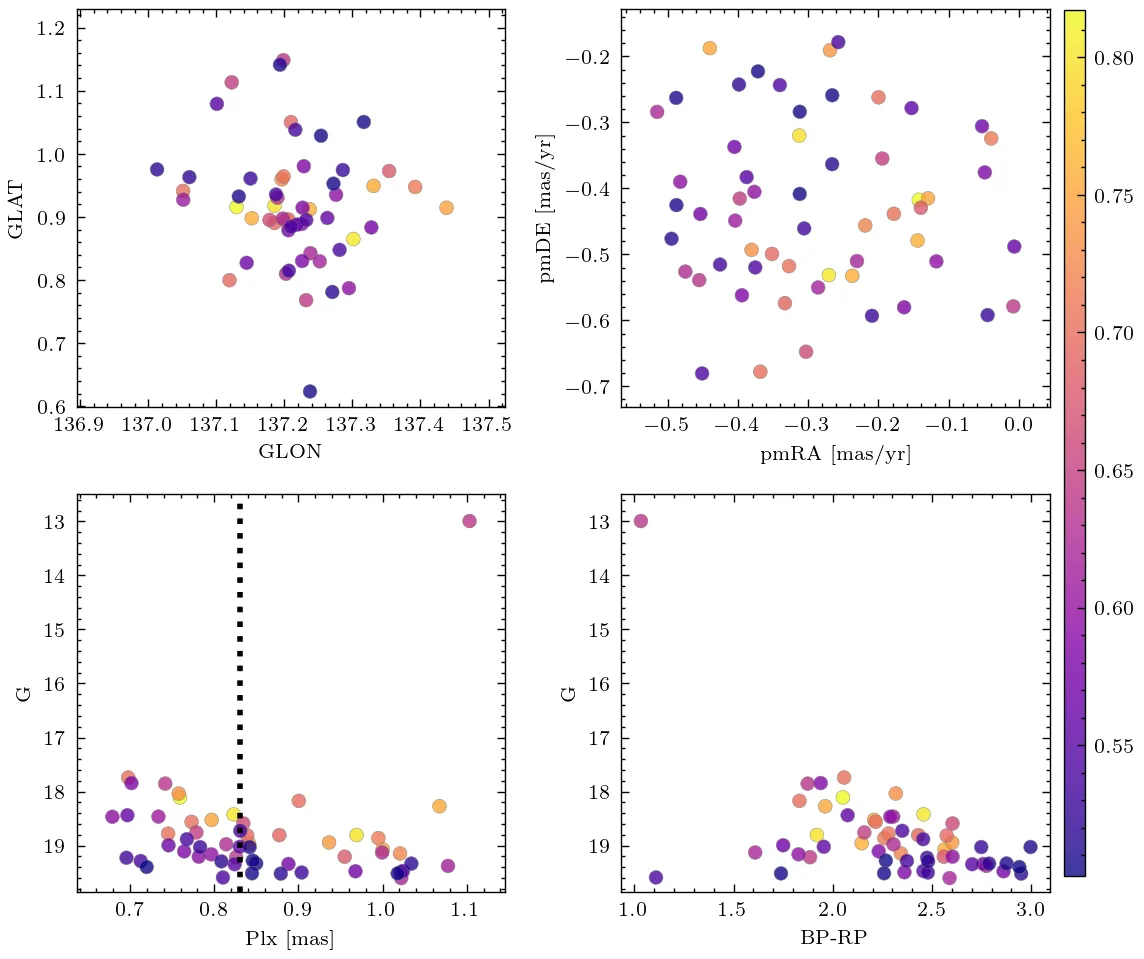 1.2
1.1
1.0
0.9
0.8
0.7
0.6
GLAT
136.9 137.0 137.1 137.2 137.3 137.4 137.5
GLON
−0.2
−0.3
−0.4
−0.5
−0.6
−0.7
pmDE [mas/yr]
−0.5 −0.4 −0.3 −0.2 −0.1 0.0
pmRA [mas/yr]
0.80
0.75
0.70
0.65
0.60
0.55
13
14
15
16
17
18
19
G
0.7 0.8 0.9 1.0 1.1
Plx [mas]
13
14
15
16
17
18
19
G
1.0 1.5 2.0 2.5 3.0
BP-RP